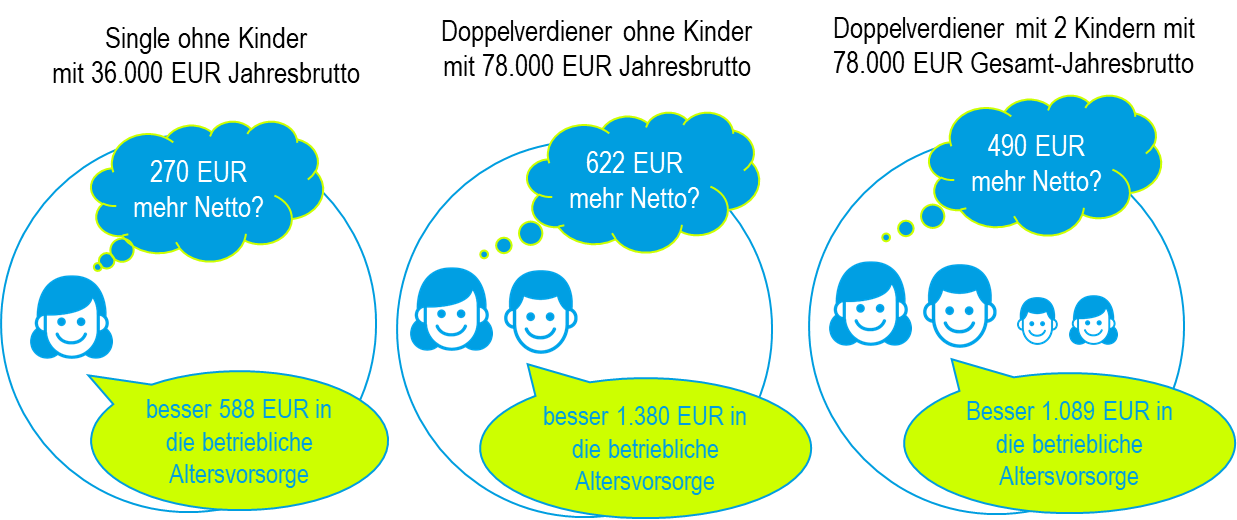 Single ohne Kinder
mit 36.000 EUR Jahresbrutto
270 EUR
mehr Netto?
besser 588 EUR in
die betriebliche
Altersvorsorge
Doppelverdiener ohne Kinder
mit 78.000 EUR Jahresbrutto
622 EUR
mehr Netto?
besser 1.380 EUR in
die betriebliche
Altersvorsorge
Doppelverdiener mit 2 Kindern mit
78.000 EUR Gesamt-Jahresbrutto
490 EUR
mehr Netto?
Besser 1.089 EUR in
die betriebliche
Altersvorsorge